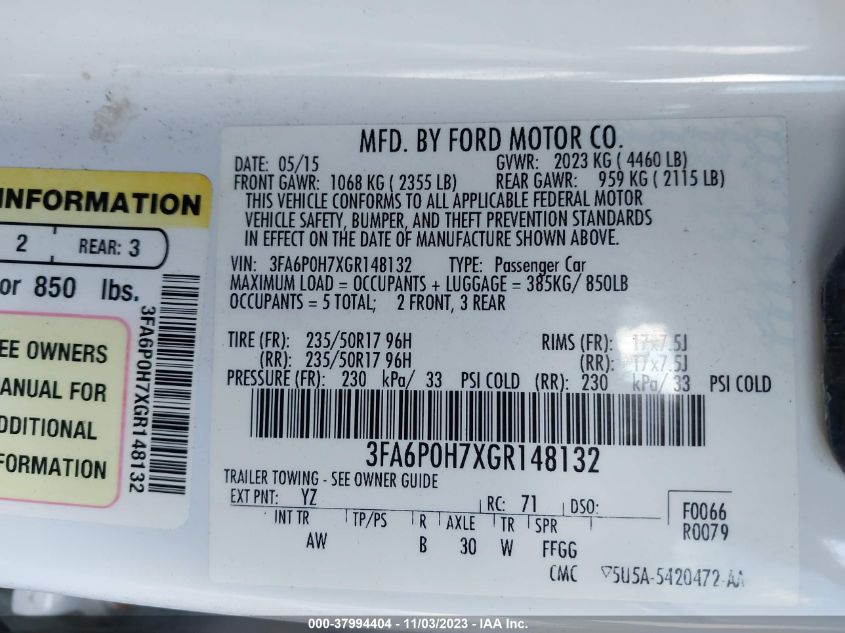 INFORMATION
2 REAR: 3
or 850 lbs.
EE OWNERS
ANUAL FOR
DDITIONAL
FORMATION
3FA6P0H7XGR148132
MFD. BY FORD MOTOR CO.
DATE: 05/15 GVWR: 2023 KG ( 4460 LB)
FRONT GAWR: 1068 KG ( 2355 LB) REAR GAWR: 959 KG ( 2115 LB)
THIS VEHICLE CONFORMS TO ALL APPLICABLE FEDERAL MOTOR
VEHICLE SAFETY, BUMPER, AND THEFT PREVENTION STANDARDS
IN EFFECT ON THE DATE OF MANUFACTURE SHOWN ABOVE.
VIN: 3FA6P0H7XGR148132 TYPE: Passenger Car
MAXIMUM LOAD = OCCUPANTS + LUGGAGE = 385KG/ 850LB
OCCUPANTS = 5 TOTAL; 2 FRONT, 3 REAR
TIRE (FR): 235/50R17 96H RIMS (FR): 17x7.5J
(RR): 235/50R17 96H (RR): 17x7.5J
PRESSURE (FR): 230 kPa/ 33 PSI COLD (RR): 230 kPa/ 33 PSI COLD
3FA6P0H7XGR148132
TRAILER TOWING - SEE OWNER GUIDE
EXT PNT: YZ RC: 71 DSO: F0066
R0079
INT TR TP/PS R AXLE TR SPR
AW B 30 W FFGG
CMC 5U5A-5420472-AA
000-37994404 - 11/03/2023 - IAA Inc.